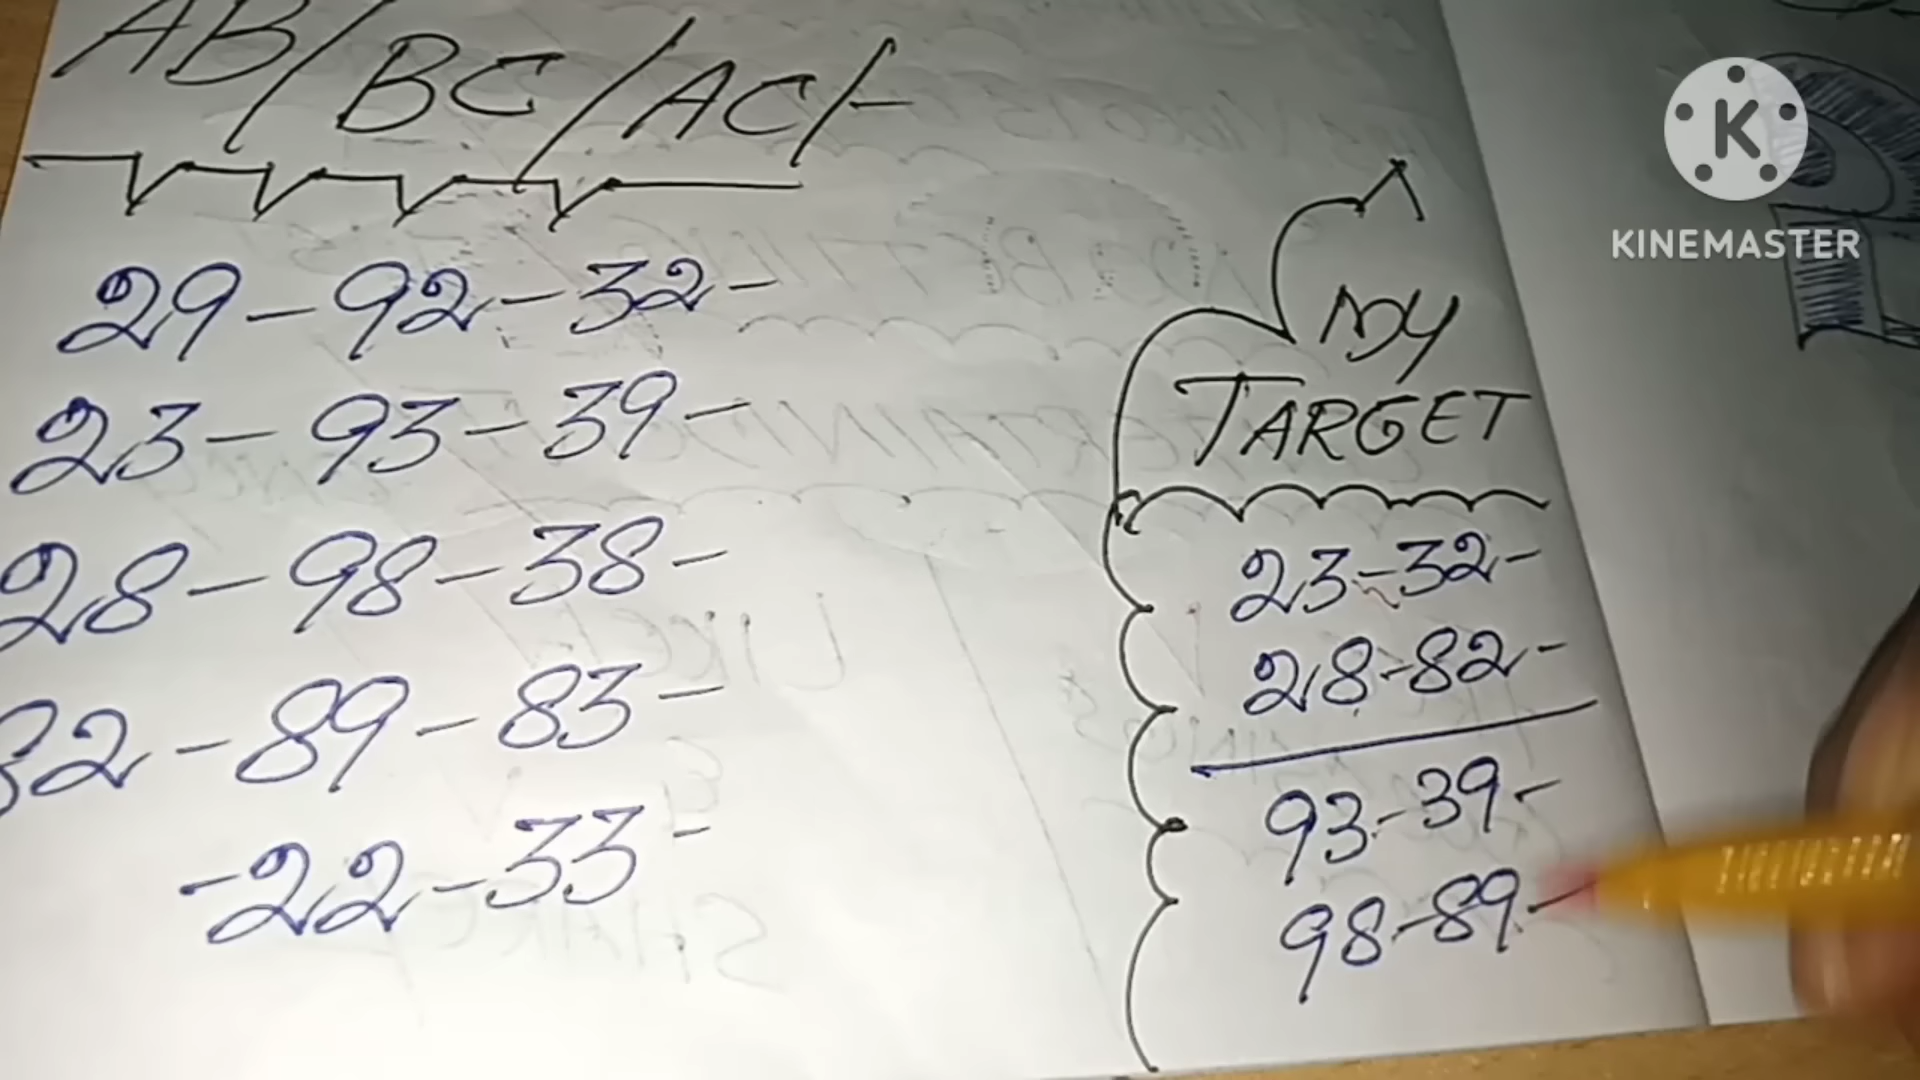 AB/BC/AC/-
29-92-32-
23-93-39-
28-98-38-
32-89-83-
-22-33-
MY
TARGET
23-32-
28-82-
93-39-
98-89-
K
KINEMASTER